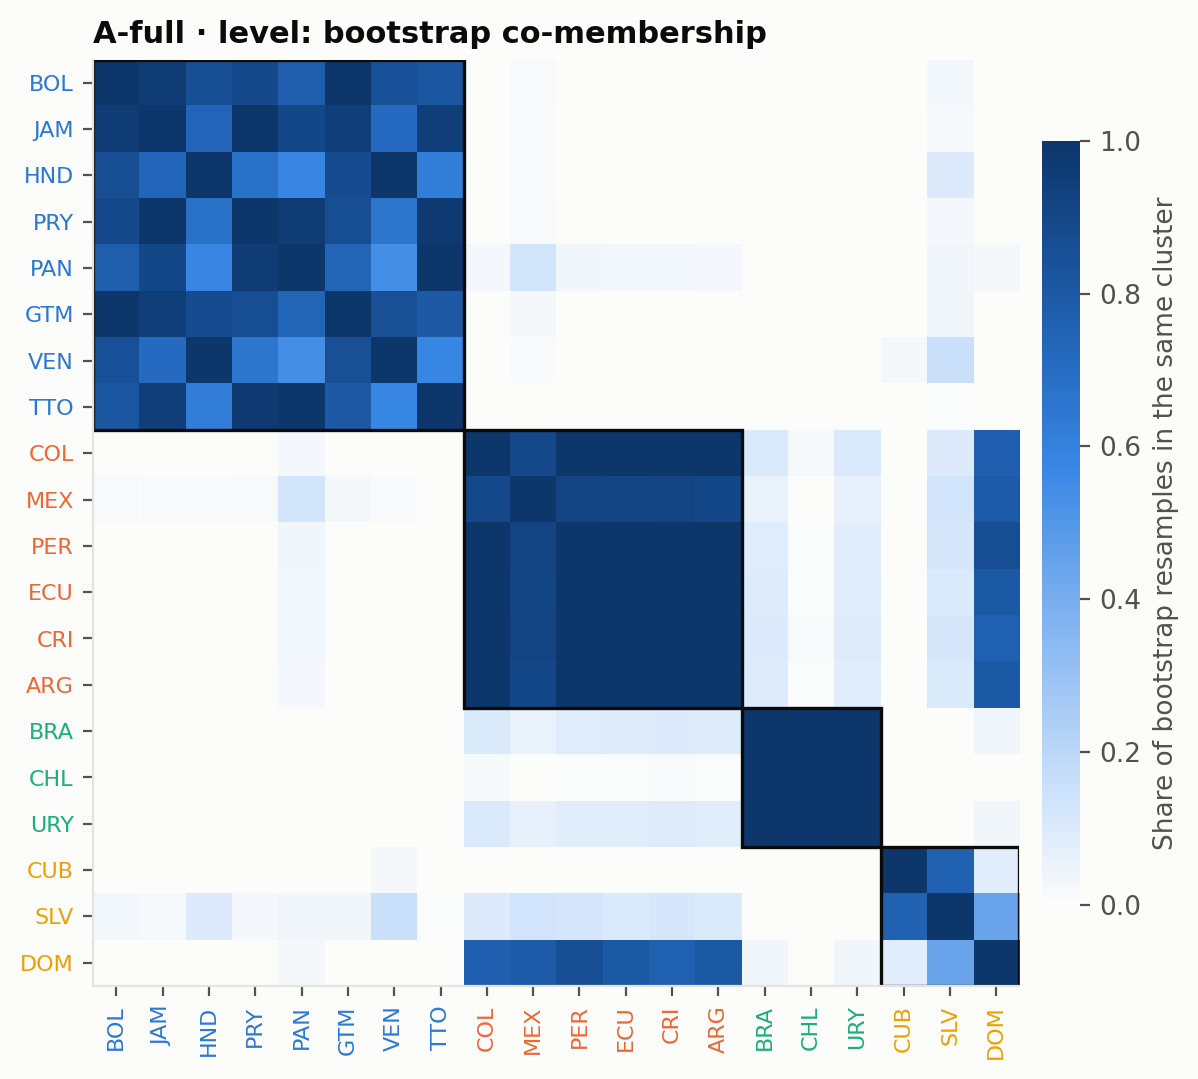 A-full · level: bootstrap co-membership
BOL
JAM
HND
PRY
PAN
GTM
VEN
TTO
COL
MEX
PER
ECU
CRI
ARG
BRA
CHL
URY
CUB
SLV
DOM
BOL JAM HND PRY PAN GTM VEN TTO COL MEX PER ECU CRI ARG BRA CHL URY CUB SLV DOM
1.0
0.8
0.6
0.4
0.2
0.0
Share of bootstrap resamples in the same cluster